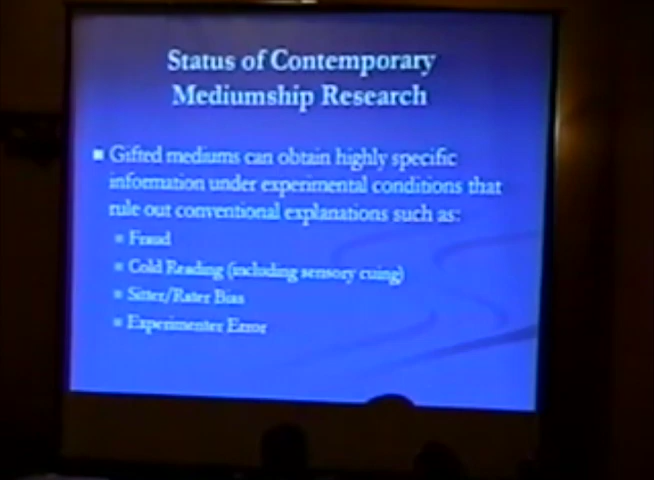 Status of Contemporary
Mediumship Research
Gifted mediums can obtain highly specific
information under experimental conditions that
rule out conventional explanations such as:
Fraud
Cold Reading (including sensory cuing)
Sitter/Rater Bias
Experimenter Error